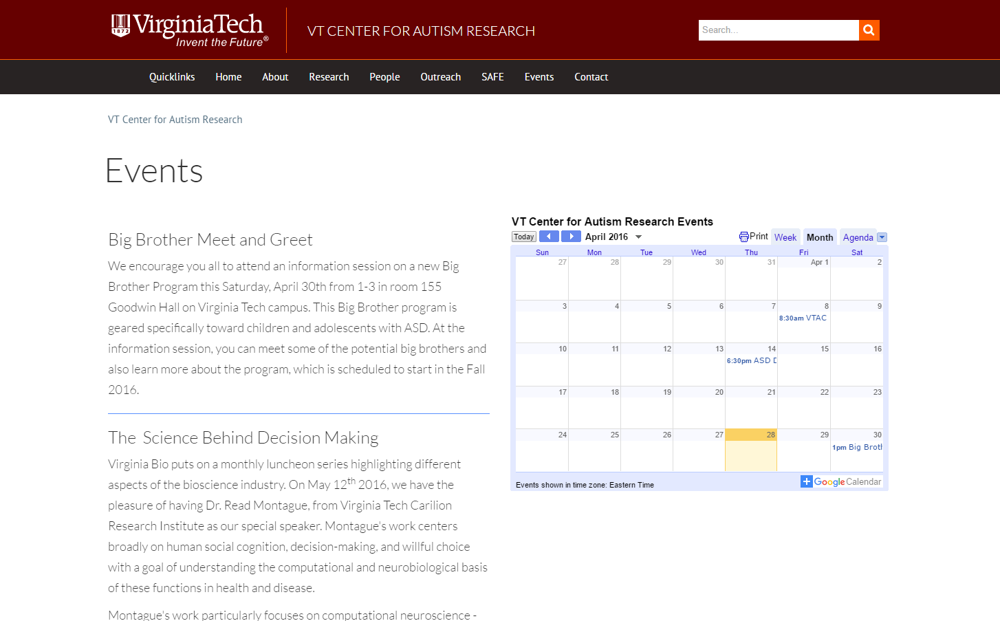 VirginiaTech
1872
Invent the Future®
VT CENTER FOR AUTISM RESEARCH
Search...
Quicklinks Home About Research People Outreach SAFE Events Contact
VT Center for Autism Research
Events
Big Brother Meet and Greet
We encourage you all to attend an information session on a new Big
Brother Program this Saturday, April 30th from 1-3 in room 155
Goodwin Hall on Virginia Tech campus. This Big Brother program is
geared specifically toward children and adolescents with ASD. At the
information session, you can meet some of the potential big brothers and
also learn more about the program, which is scheduled to start in the Fall
2016.
The  Science Behind Decision Making
Virginia Bio puts on a monthly luncheon series highlighting different
aspects of the bioscience industry. On May 12th 2016, we have the
pleasure of having Dr. Read Montague, from Virginia Tech Carilion
Research Institute as our special speaker. Montague's work centers
broadly on human social cognition, decision-making, and willful choice
with a goal of understanding the computational and neurobiological basis
of these functions in health and disease.
Montague's work particularly focuses on computational neuroscience -
VT Center for Autism Research Events
Today April 2016 Print Week Month Agenda
Sun Mon Tue Wed Thu Fri Sat
27 28 29 30 31 Apr 1 2
3 4 5 6 7 8 9
8:30am VTAC
10 11 12 13 14 15 16
6:30pm ASD D
17 18 19 20 21 22 23
24 25 26 27 28 29 30
1pm Big Broth
Events shown in time zone: Eastern Time
Google Calendar